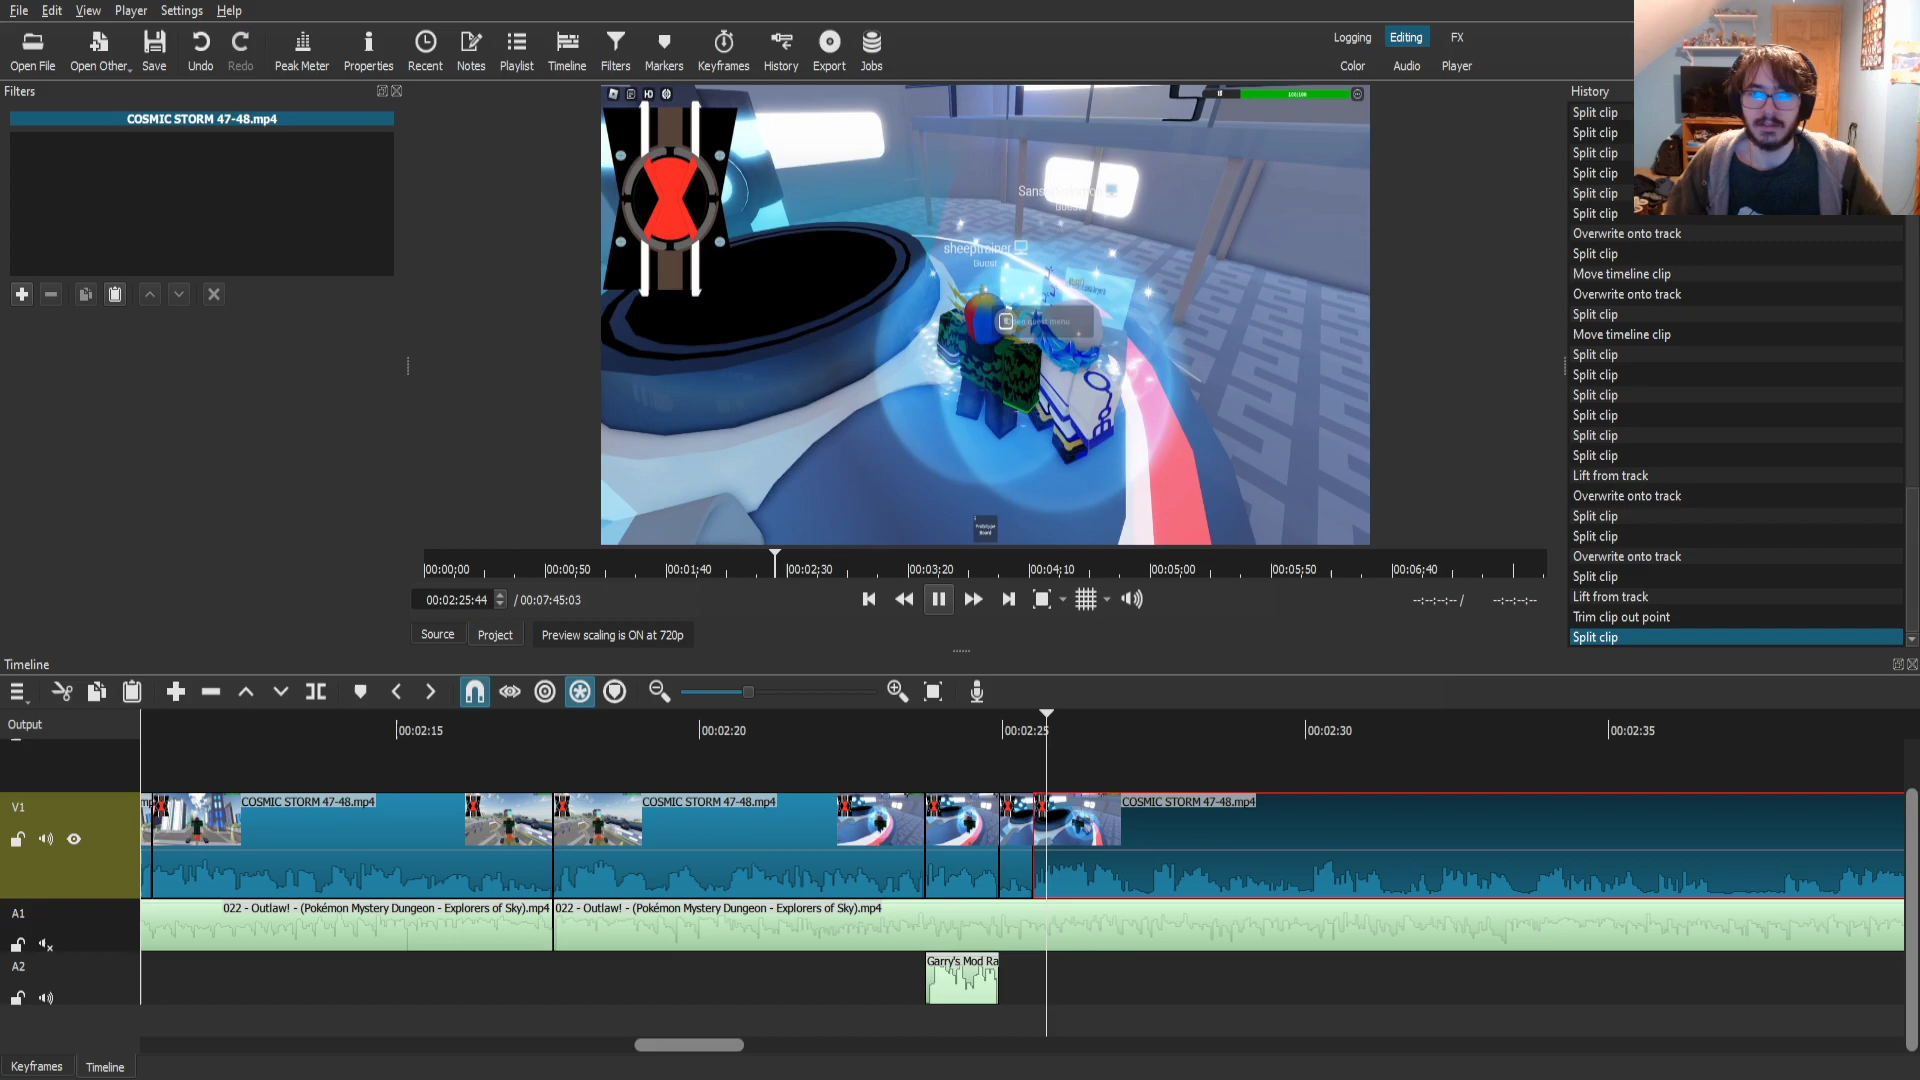 File Edit View Player Settings Help
Open File Open Other... Save Undo Redo Peak Meter Properties Recent Notes Playlist Timeline Filters Markers Keyframes History Export Jobs
Logging Editing FX
Color Audio Player
Filters
COSMIC STORM 47-48.mp4
HD
100/100
sheeptrainer
Guest
Prototype
Board
History
Split clip
Split clip
Split clip
Split clip
Split clip
Split clip
Overwrite onto track
Split clip
Move timeline clip
Overwrite onto track
Split clip
Move timeline clip
Split clip
Split clip
Split clip
Split clip
Split clip
Split clip
Lift from track
Overwrite onto track
Split clip
Split clip
Overwrite onto track
Split clip
Lift from track
Trim clip out point
Split clip
00:00;00 00:00;50 00:01;40 00:02;30 00:03;20 00:04;10 00:05;00 00:05;50 00:06;40
00:02:25:44 / 00:07:45:03
--:--:--:-- / --:--:--:--
Source Project Preview scaling is ON at 720p
Timeline
Output
00:02:15 00:02:20 00:02:25 00:02:30 00:02:35
V1
COSMIC STORM 47-48.mp4 COSMIC STORM 47-48.mp4 COSMIC STORM 47-48.mp4
A1
022 - Outlaw! - (Pokémon Mystery Dungeon - Explorers of Sky).mp4 022 - Outlaw! - (Pokémon Mystery Dungeon - Explorers of Sky).mp4
A2
Garry's Mod Ra
Keyframes Timeline